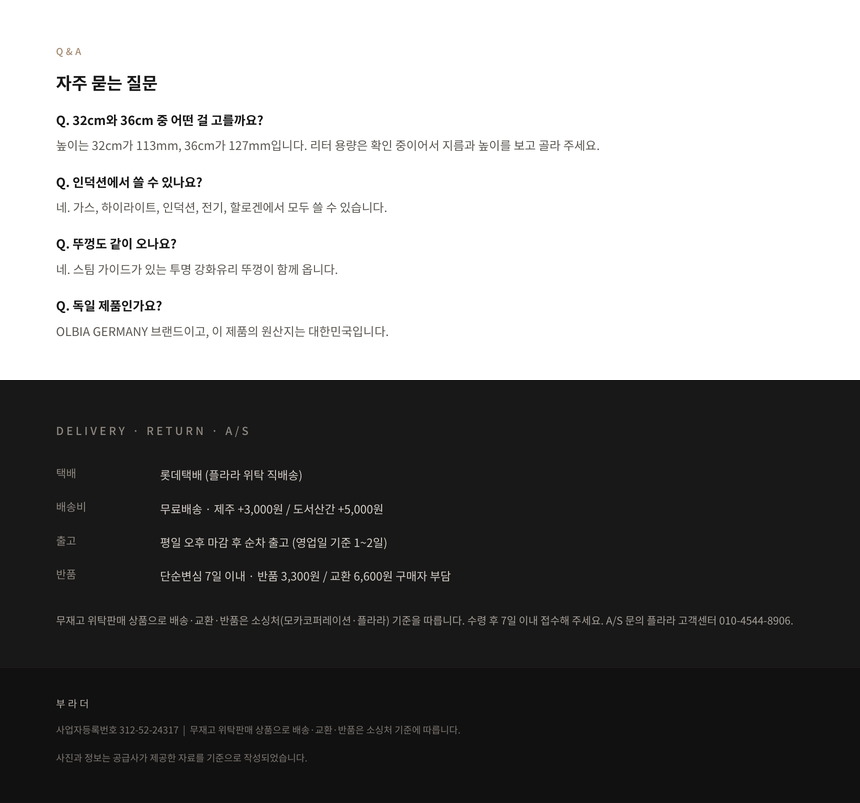 Q & A
자주 묻는 질문
Q. 32cm와 36cm 중 어떤 걸 고를까요?
높이는 32cm가 113mm, 36cm가 127mm입니다. 리터 용량은 확인 중이어서 지름과 높이를 보고 골라 주세요.
Q. 인덕션에서 쓸 수 있나요?
네. 가스, 하이라이트, 인덕션, 전기, 할로겐에서 모두 쓸 수 있습니다.
Q. 뚜껑도 같이 오나요?
네. 스팀 가이드가 있는 투명 강화유리 뚜껑이 함께 옵니다.
Q. 독일 제품인가요?
OLBIA GERMANY 브랜드이고, 이 제품의 원산지는 대한민국입니다.
DELIVERY · RETURN · A/S
택배 롯데택배 (플라라 위탁 직배송)
배송비 무료배송 · 제주 +3,000원 / 도서산간 +5,000원
출고 평일 오후 마감 후 순차 출고 (영업일 기준 1~2일)
반품 단순변심 7일 이내 · 반품 3,300원 / 교환 6,600원 구매자 부담
무재고 위탁판매 상품으로 배송·교환·반품은 소싱처(모카코퍼레이션·플라라) 기준을 따릅니다. 수령 후 7일 이내 접수해 주세요. A/S 문의 플라라 고객센터 010-4544-8906.
부라더
사업자등록번호 312-52-24317 | 무재고 위탁판매 상품으로 배송·교환·반품은 소싱처 기준에 따릅니다.
사진과 정보는 공급사가 제공한 자료를 기준으로 작성되었습니다.